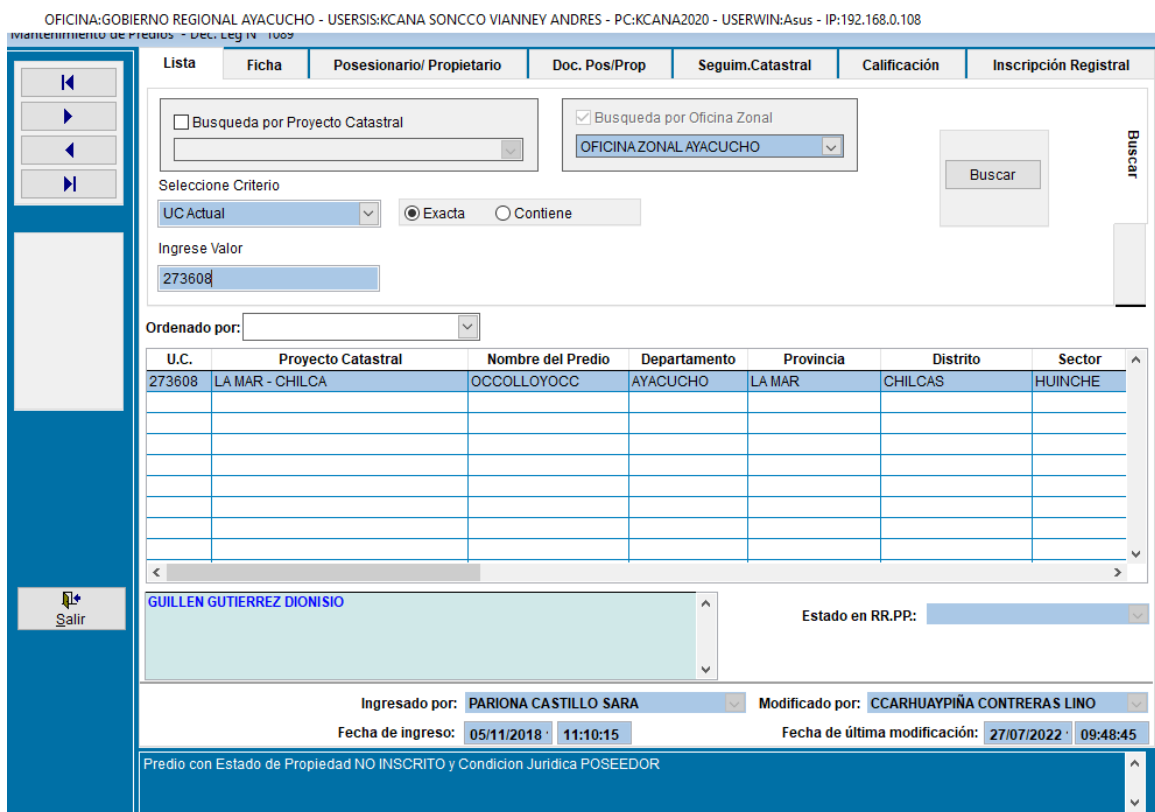 OFICINA:GOBIERNO REGIONAL AYACUCHO - USERSIS:KCANA SONCCO VIANNEY ANDRES - PC:KCANA2020 - USERWIN:Asus - IP:192.168.0.108
Mantenimiento de Predios - Dec. Leg N° 1089
Lista Ficha Posesionario/ Propietario Doc. Pos/Prop Seguim.Catastral Calificación Inscripción Registral
Busqueda por Proyecto Catastral
Busqueda por Oficina Zonal
OFICINA ZONAL AYACUCHO
Buscar
Buscar
Seleccione Criterio
UC Actual Exacta Contiene
Ingrese Valor
273608
Ordenado por:
U.C. Proyecto Catastral Nombre del Predio Departamento Provincia Distrito Sector
273608 LA MAR - CHILCA OCCOLLOYOCC AYACUCHO LA MAR CHILCAS HUINCHE
Salir
GUILLEN GUTIERREZ DIONISIO
Estado en RR.PP.:
Ingresado por: PARIONA CASTILLO SARA Modificado por: CCARHUAYPIÑA CONTRERAS LINO
Fecha de ingreso: 05/11/2018 11:10:15 Fecha de última modificación: 27/07/2022 09:48:45
Predio con Estado de Propiedad NO INSCRITO y Condicion Juridica POSEEDOR